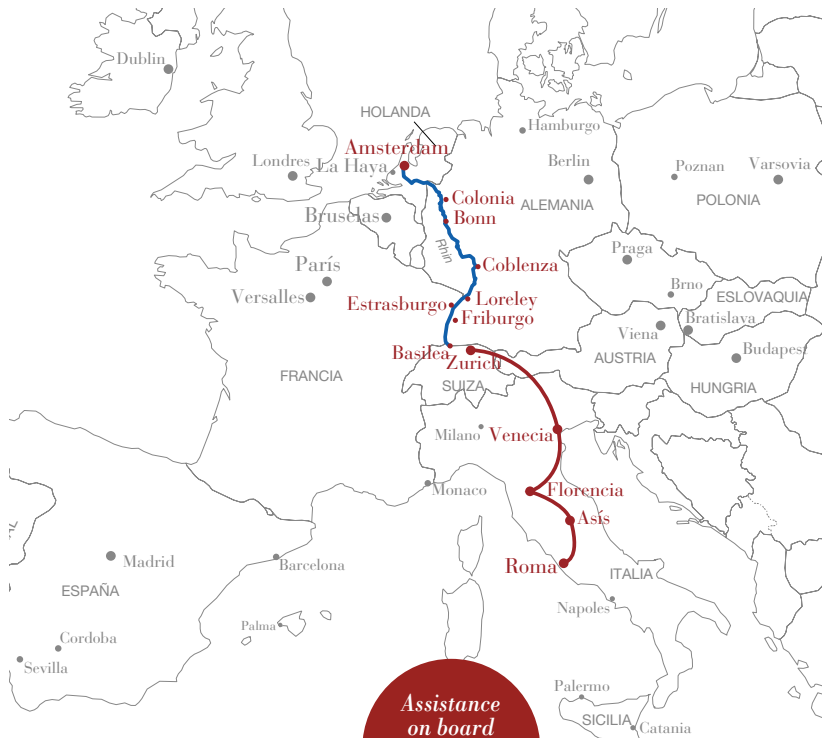 Dublin
HOLANDA
Hamburgo
Amsterdam
Londres
La Haya
Berlin
Poznan
Varsovia
Colonia
ALEMANIA
POLONIA
Bruselas
Bonn
Rhin
Praga
París
Coblenza
Brno
Versalles
Estrasburgo
Loreley
ESLOVAQUIA
Friburgo
Bratislava
Viena
Basilea
Zurich
AUSTRIA
Budapest
FRANCIA
SUIZA
HUNGRIA
Milano
Venecia
Monaco
Florencia
Asís
Madrid
Barcelona
Roma
ITALIA
ESPAÑA
Napoles
Palma
Cordoba
Sevilla
Palermo
SICILIA
Catania
Assistance
on board